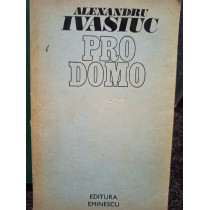 ALEXANDRU
IVASIUC
PRO
DOMO
EDITURA
EMINESCU